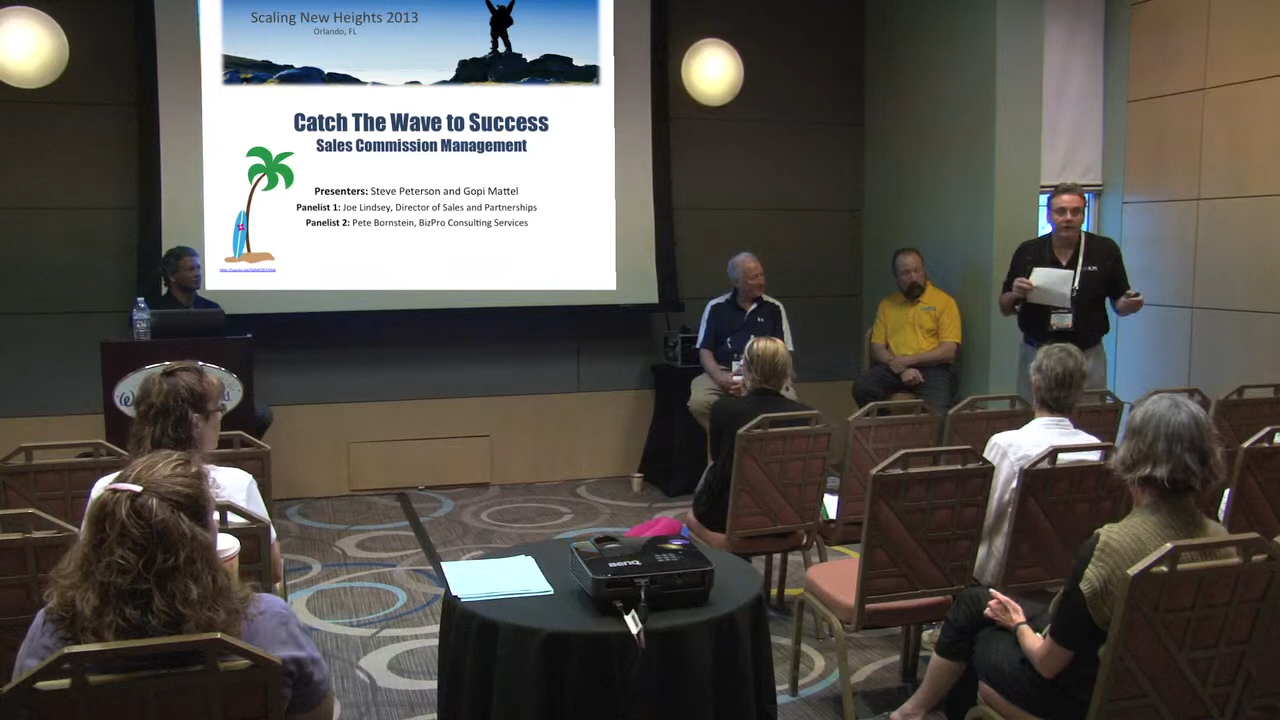 Scaling New Heights 2013
Orlando, FL
Catch The Wave to Success
Sales Commission Management
Presenters: Steve Peterson and Gopi Mattel
Panelist 1: Joe Lindsey, Director of Sales and Partnerships
Panelist 2: Pete Bornstein, BizPro Consulting Services
BenQ